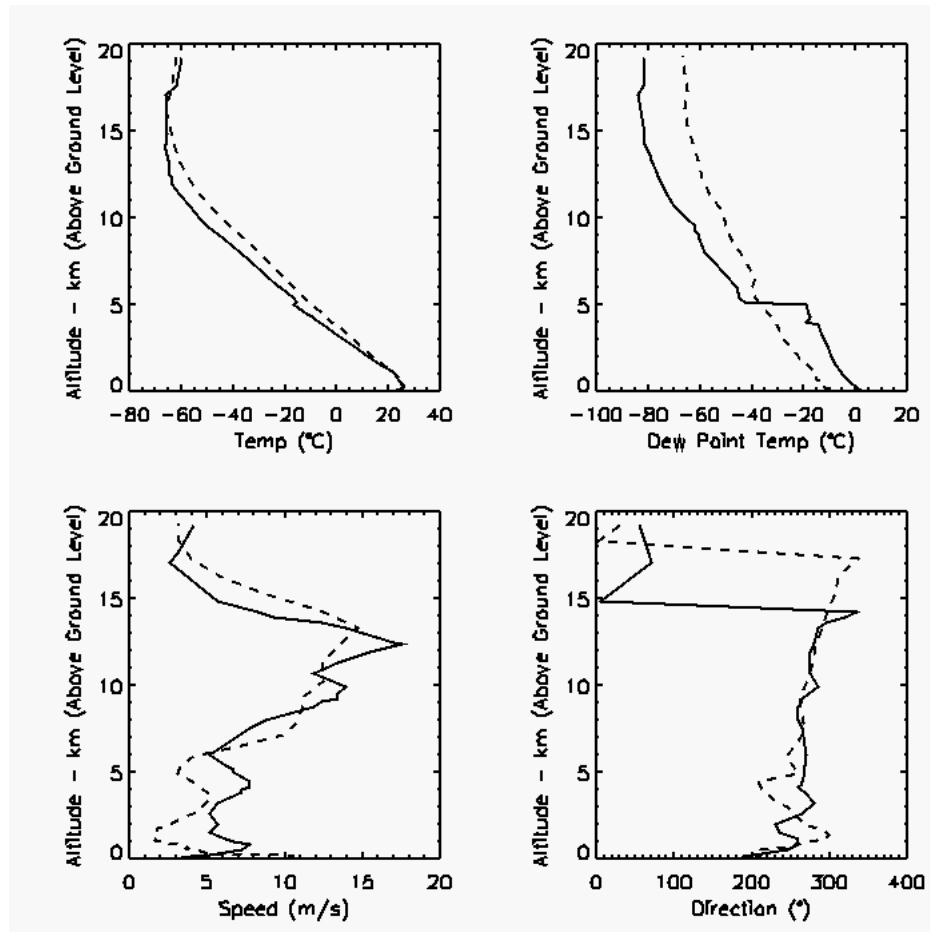 20
15
10
5
0
-80 -60 -40 -20 0 20 40
Temp (°C)
Altitude - km (Above Ground Level)
20
15
10
5
0
-100 -80 -60 -40 -20 0 20
Dew Point Temp (°C)
Altitude - km (Above Ground Level)
20
15
10
5
0
0 5 10 15 20
Speed (m/s)
Altitude - km (Above Ground Level)
20
15
10
5
0
0 100 200 300 400
Direction (°)
Altitude - km (Above Ground Level)